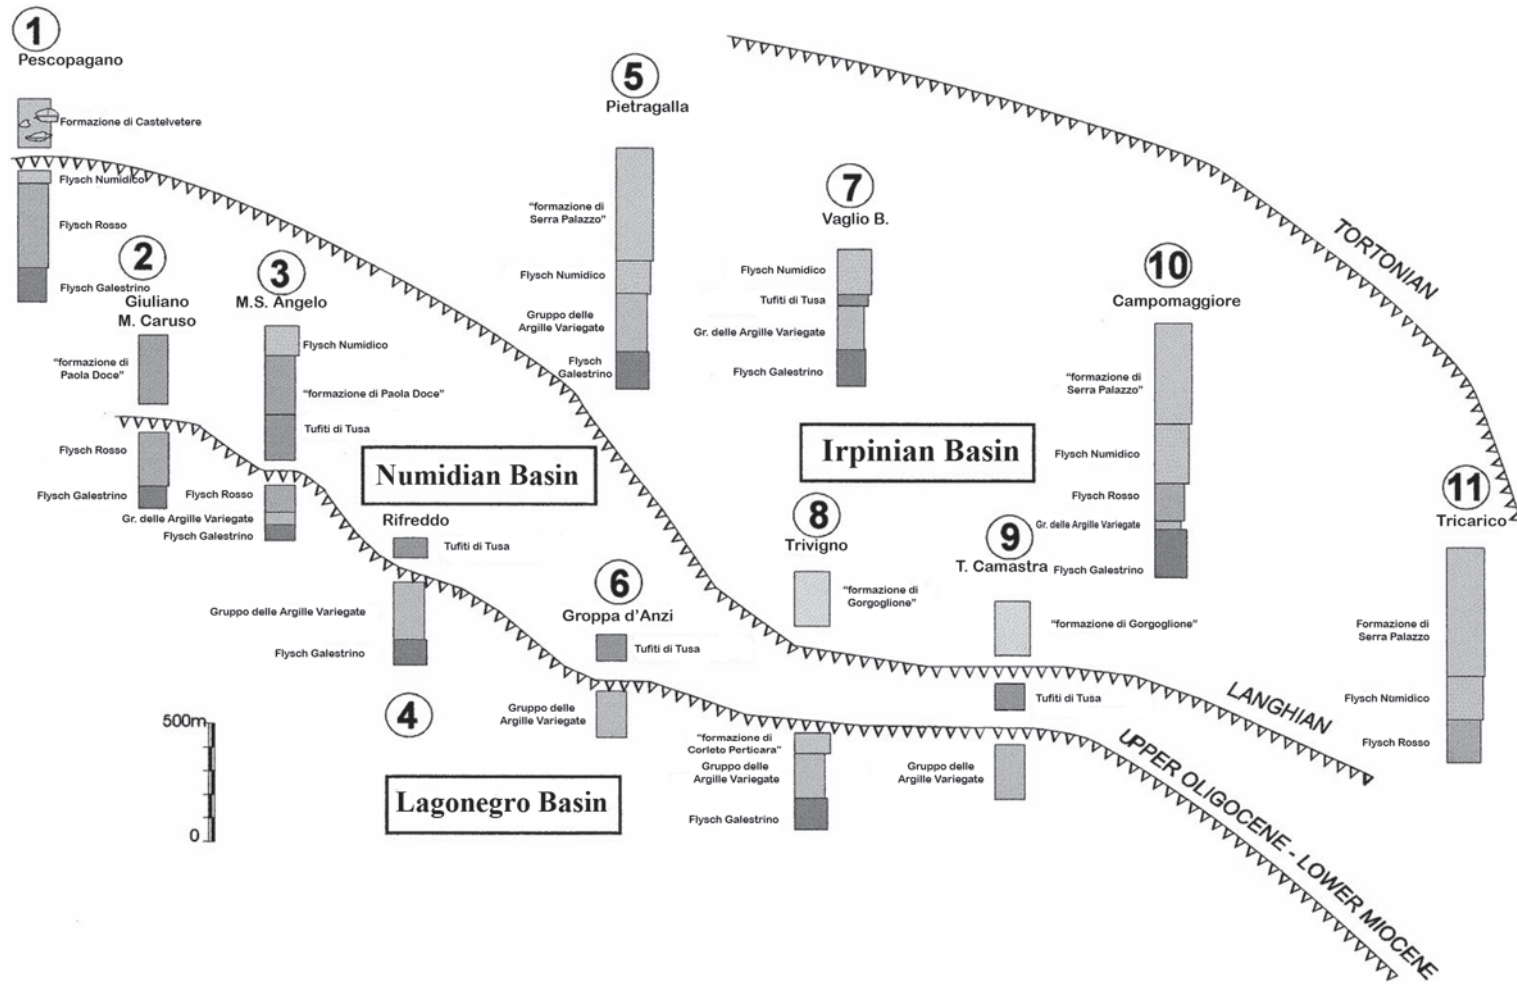 1
Pescopagano
Formazione di Castelvetere
Flysch Numidico
Flysch Rosso
Flysch Galestrino
2
Giuliano
M. Caruso
"formazione di
Paola Doce"
Flysch Rosso
Flysch Galestrino
3
M.S. Angelo
Flysch Numidico
"formazione di Paola Doce"
Tufiti di Tusa
Flysch Rosso
Gr. delle Argille Variegate
Flysch Galestrino
Numidian Basin
Rifreddo
Tufiti di Tusa
Gruppo delle Argille Variegate
Flysch Galestrino
4
5
Pietragalla
"formazione di
Serra Palazzo"
Flysch Numidico
Gruppo delle
Argille Variegate
Flysch
Galestrino
6
Groppa d'Anzi
Tufiti di Tusa
Gruppo delle
Argille Variegate
Lagonegro Basin
500m
0
7
Vaglio B.
Flysch Numidico
Tufiti di Tusa
Gr. delle Argille Variegate
Flysch Galestrino
Irpinian Basin
8
Trivigno
"formazione di
Gorgoglione"
"formazione di
Corleto Perticara"
Gruppo delle
Argille Variegate
Flysch Galestrino
9
T. Camastra
"formazione di Gorgoglione"
Tufiti di Tusa
Gruppo delle
Argille Variegate
10
Campomaggiore
"formazione di
Serra Palazzo"
Flysch Numidico
Flysch Rosso
Gr. delle Argille Variegate
Flysch Galestrino
11
Tricarico
Formazione di
Serra Palazzo
Flysch Numidico
Flysch Rosso
TORTONIAN
LANGHIAN
UPPER OLIGOCENE - LOWER MIOCENE